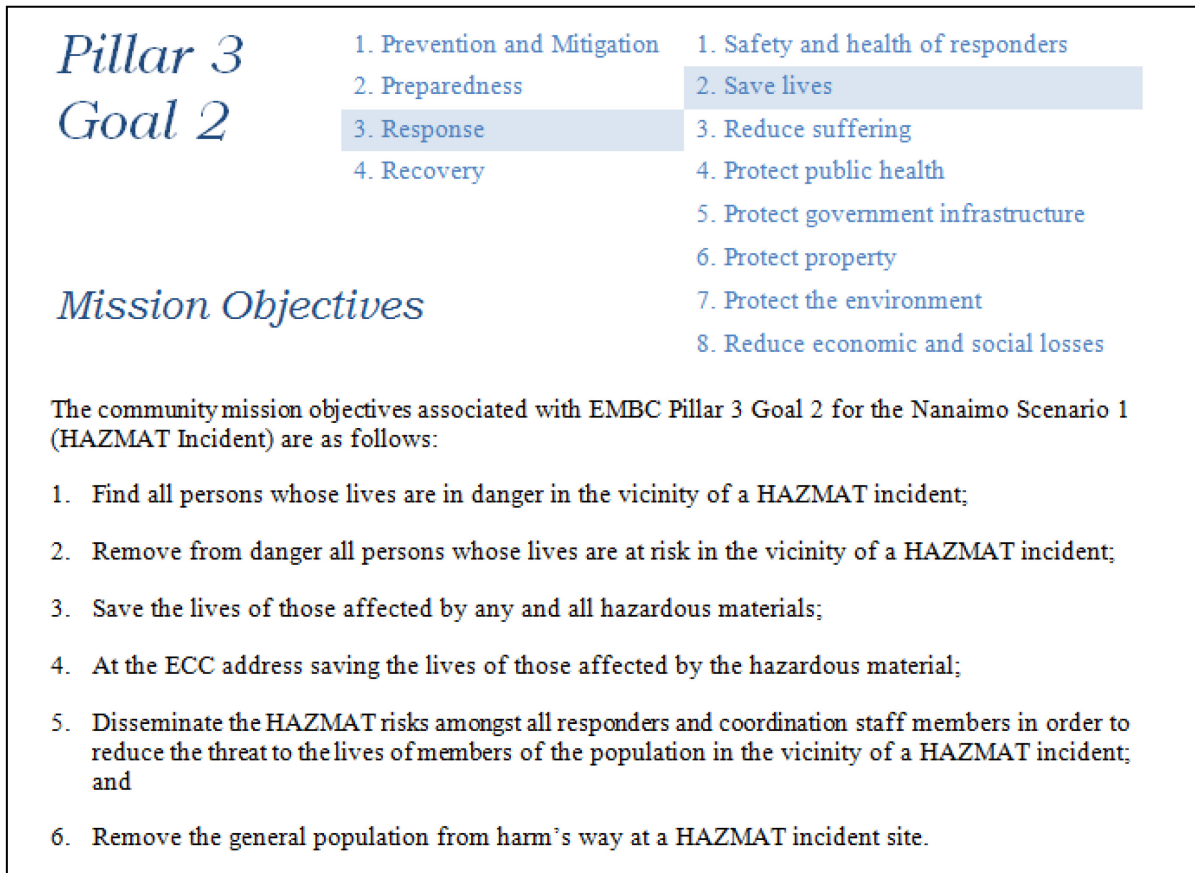 Pillar 3
Goal 2
1. Prevention and Mitigation
2. Preparedness
3. Response
4. Recovery
1. Safety and health of responders
2. Save lives
3. Reduce suffering
4. Protect public health
5. Protect government infrastructure
6. Protect property
7. Protect the environment
8. Reduce economic and social losses
Mission Objectives
The community mission objectives associated with EMBC Pillar 3 Goal 2 for the Nanaimo Scenario 1
(HAZMAT Incident) are as follows:
1. Find all persons whose lives are in danger in the vicinity of a HAZMAT incident;
2. Remove from danger all persons whose lives are at risk in the vicinity of a HAZMAT incident;
3. Save the lives of those affected by any and all hazardous materials;
4. At the ECC address saving the lives of those affected by the hazardous material;
5. Disseminate the HAZMAT risks amongst all responders and coordination staff members in order to
reduce the threat to the lives of members of the population in the vicinity of a HAZMAT incident;
and
6. Remove the general population from harm's way at a HAZMAT incident site.